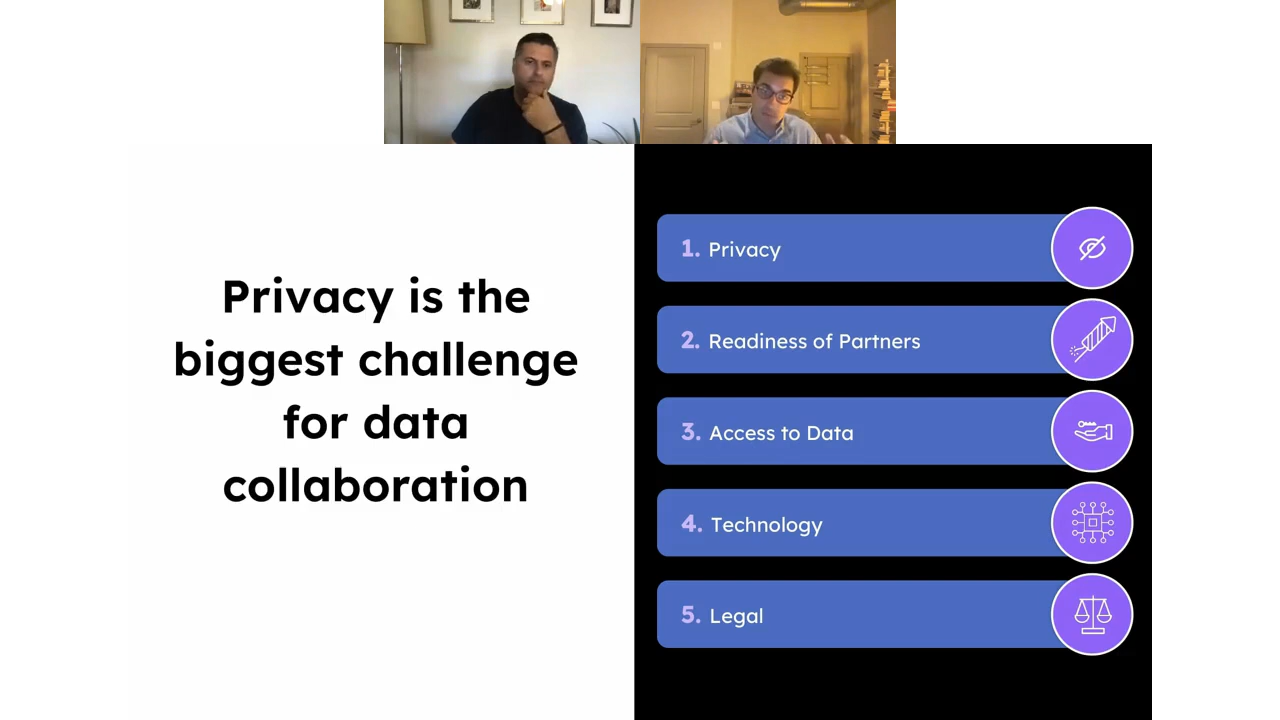 Privacy is the
biggest challenge
for data
collaboration
1. Privacy
2. Readiness of Partners
3. Access to Data
4. Technology
5. Legal